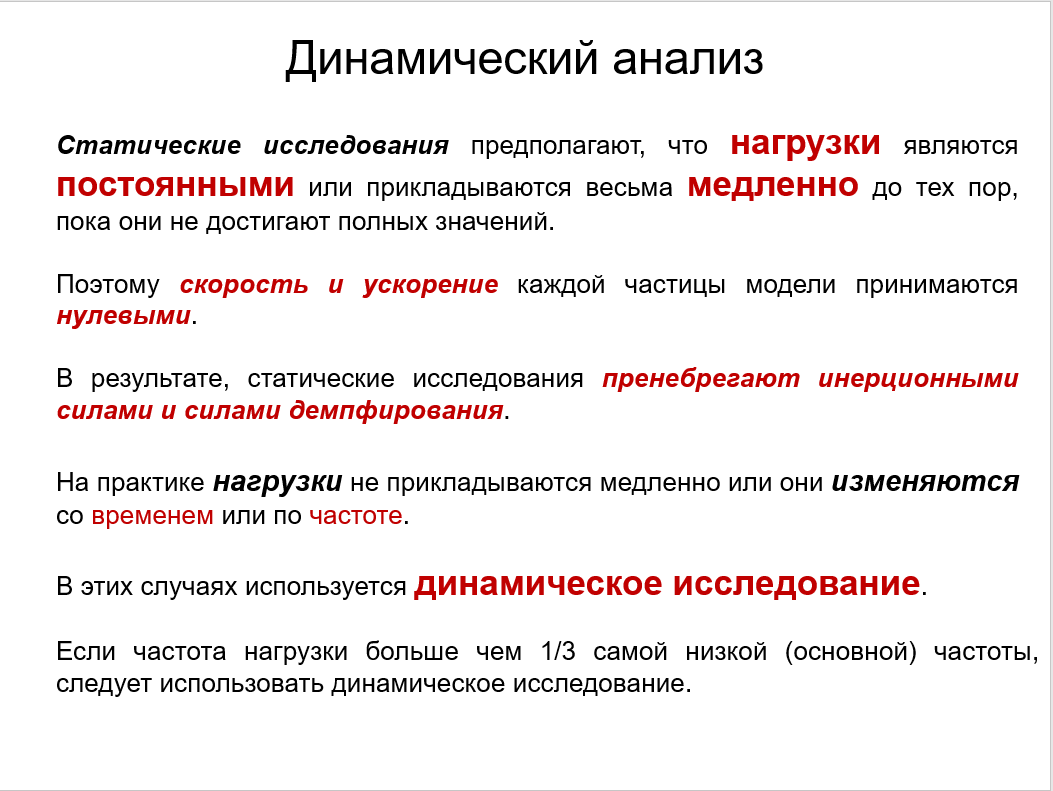 Динамический анализ
Статические исследования предполагают, что нагрузки являются
постоянными или прикладываются весьма медленно до тех пор,
пока они не достигают полных значений.
Поэтому скорость и ускорение каждой частицы модели принимаются
нулевыми.
В результате, статические исследования пренебрегают инерционными
силами и силами демпфирования.
На практике нагрузки не прикладываются медленно или они изменяются
со временем или по частоте.
В этих случаях используется динамическое исследование.
Если частота нагрузки больше чем 1/3 самой низкой (основной) частоты,
следует использовать динамическое исследование.